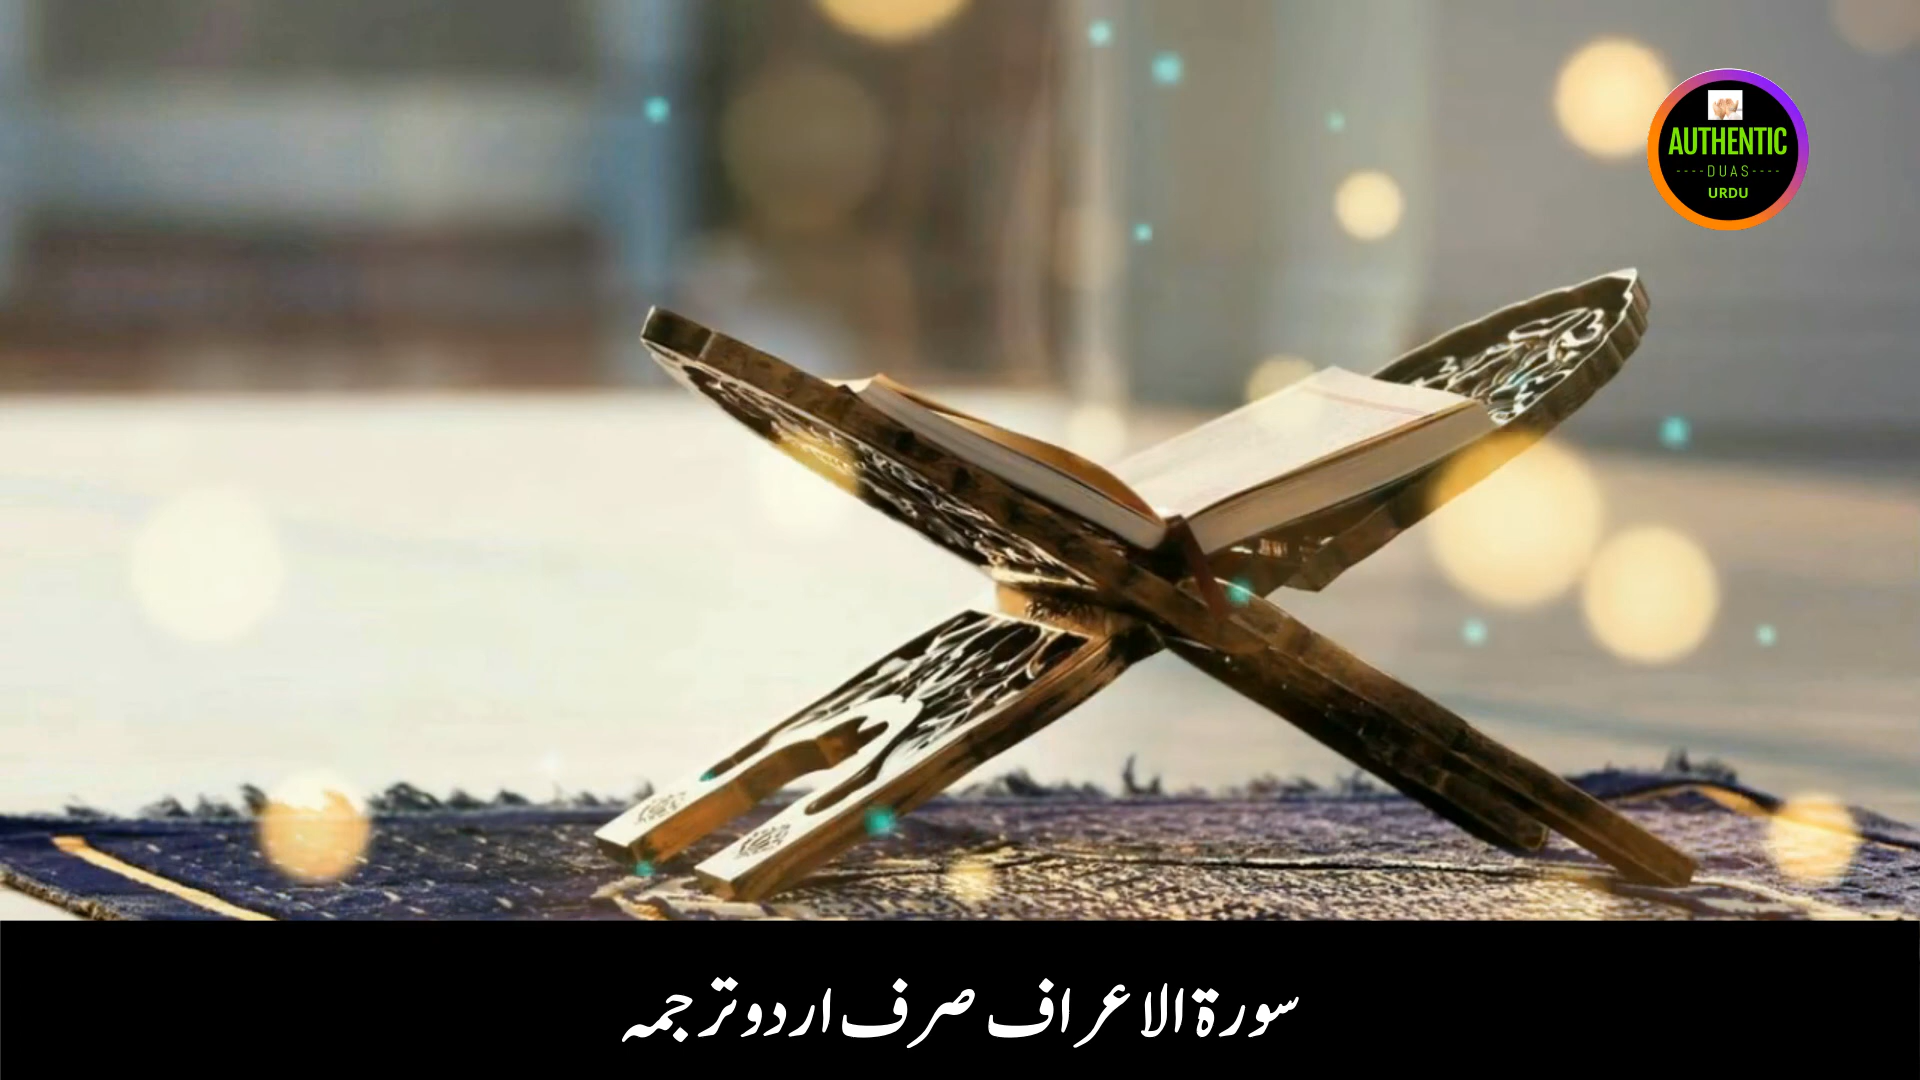 AUTHENTIC
----DUAS----
URDU
سورۃ الاعراف صرف اردو ترجمہ